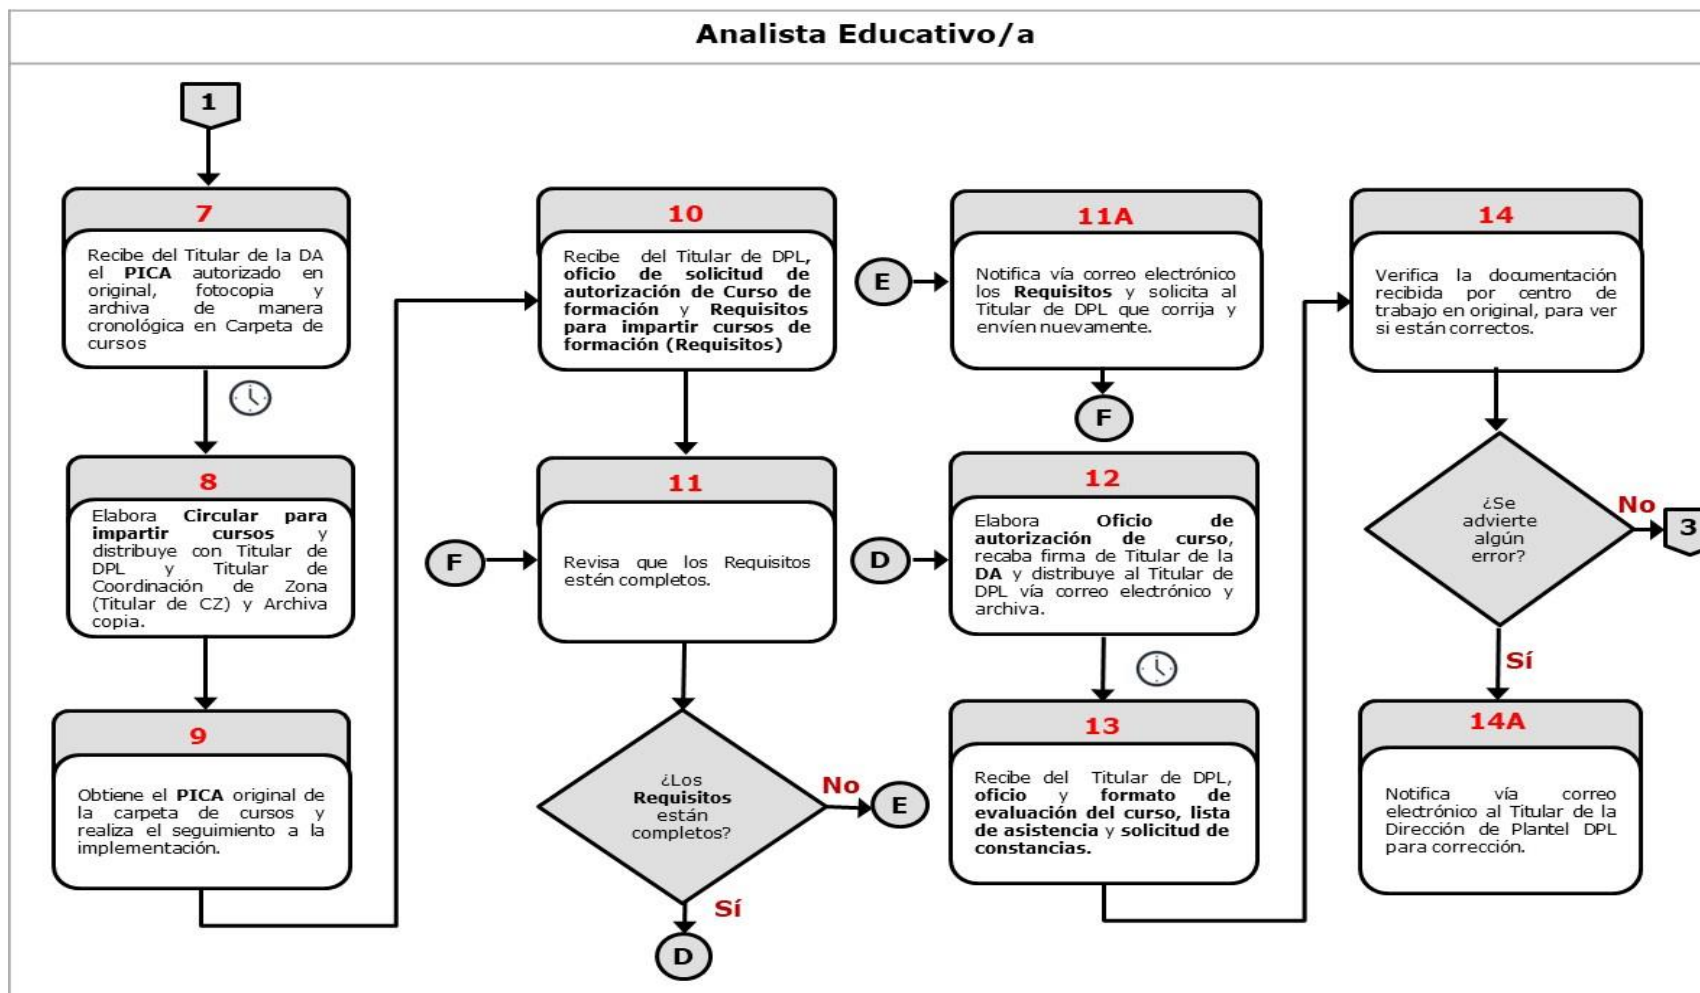 Analista Educativo/a
1
7
Recibe del Titular de la DA
el PICA autorizado en
original, fotocopia y
archiva de manera
cronológica en Carpeta de
cursos
8
Elabora Circular para
impartir cursos y
distribuye con Titular de
DPL y Titular de
Coordinación de Zona
(Titular de CZ) y Archiva
copia.
9
Obtiene el PICA original de
la carpeta de cursos y
realiza el seguimiento a la
implementación.
10
Recibe del Titular de DPL,
oficio de solicitud de
autorización de Curso de
formación y Requisitos
para impartir cursos de
formación (Requisitos)
F
11
Revisa que los Requisitos
estén completos.
¿Los
Requisitos
están
completos?
No
E
Sí
D
E
11A
Notifica vía correo electrónico
los Requisitos y solicita al
Titular de DPL que corrija y
envíen nuevamente.
F
D
12
Elabora Oficio de
autorización de curso,
recaba firma de Titular de la
DA y distribuye al Titular de
DPL vía correo electrónico y
archiva.
13
Recibe del Titular de DPL,
oficio y formato de
evaluación del curso, lista
de asistencia y solicitud de
constancias.
14
Verifica la documentación
recibida por centro de
trabajo en original, para ver
si están correctos.
¿Se
advierte
algún
error?
No
3
Sí
14A
Notifica vía correo
electrónico al Titular de la
Dirección de Plantel DPL
para corrección.